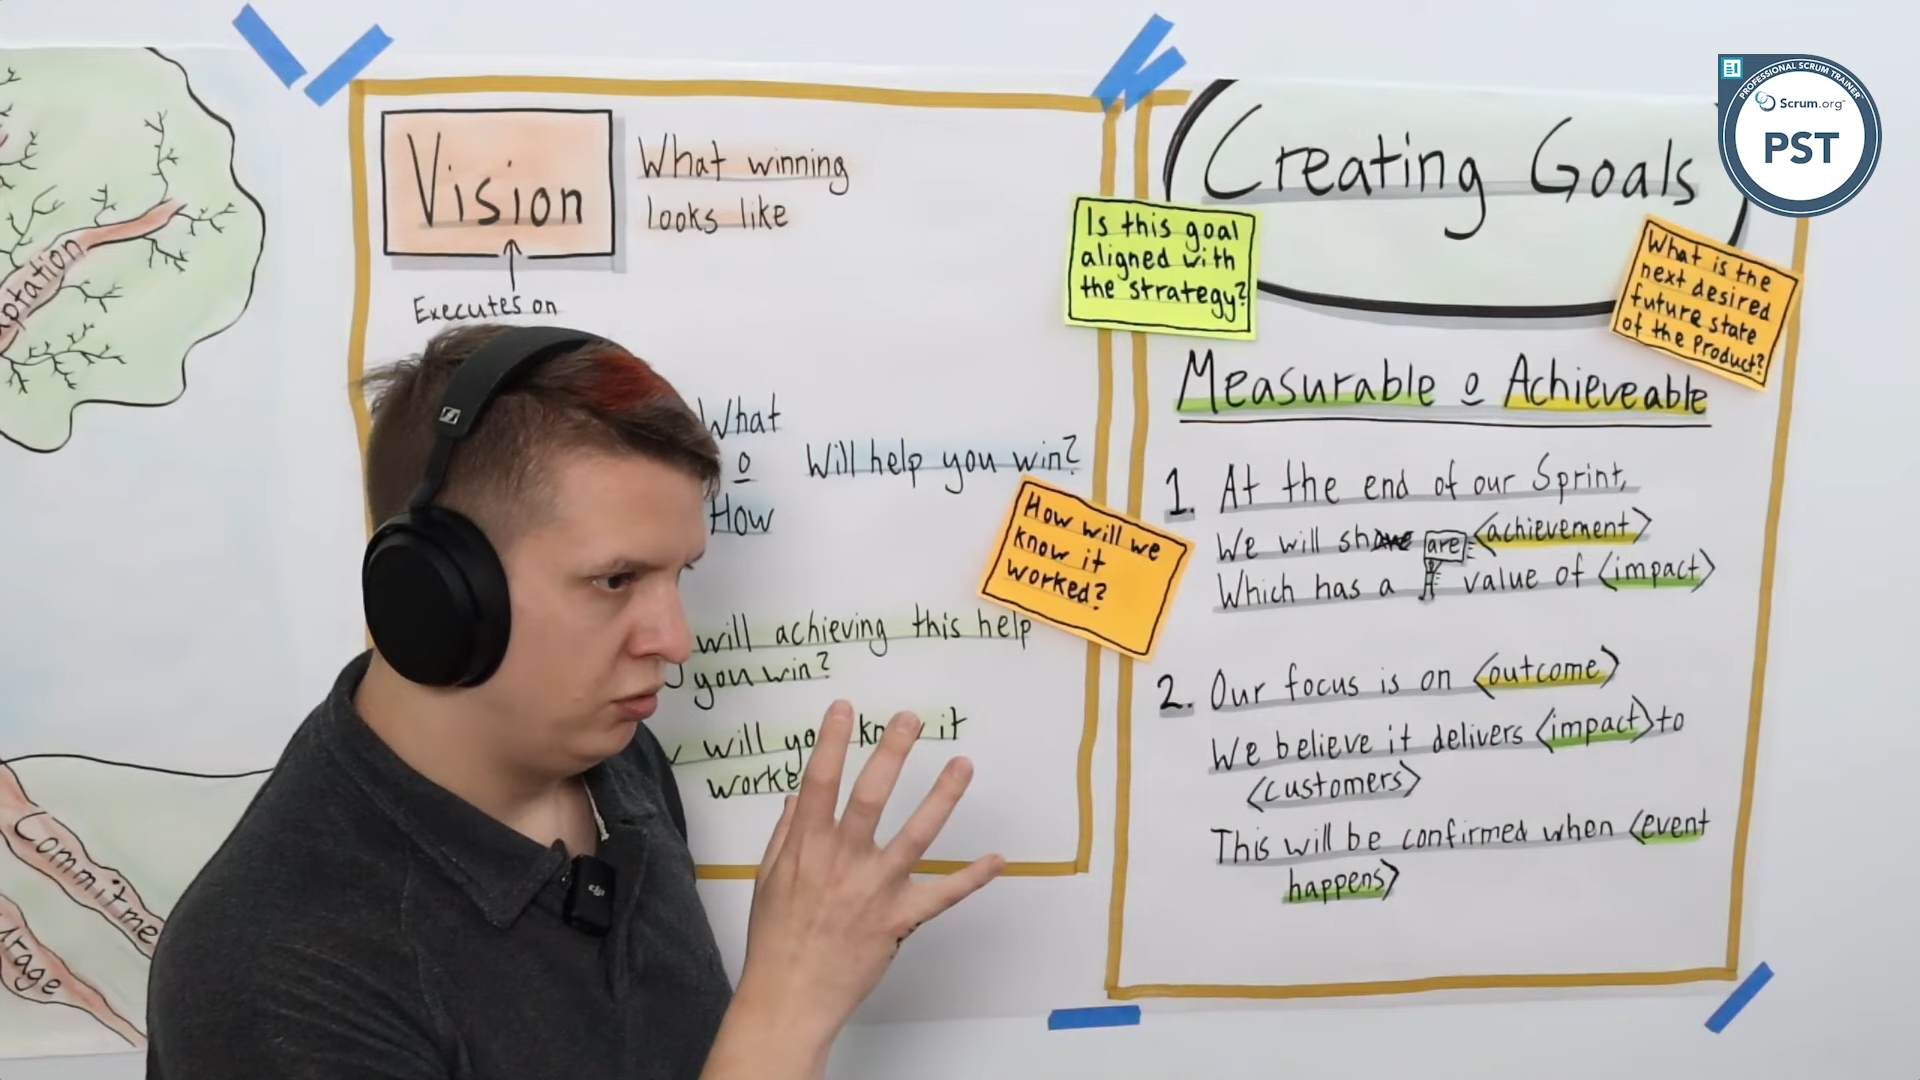 Vision
What winning
looks like
Executes on
What
o
How
Will help you win?
will achieving this help
you win?
will you know it
worke
Is this goal
aligned with
the strategy?
How will we
know it
worked?
What is the
next desired
future state
of the Product?
Creating Goals
Measurable o Achieveable
1. At the end of our Sprint,
We will share <achievement>
Which has a value of <impact>
2. Our focus is on <outcome>
We believe it delivers <impact> to
<customers>
This will be confirmed when <event
happens>
PROFESSIONAL SCRUM TRAINER
Scrum.org
PST
ptation
Commitme
urage